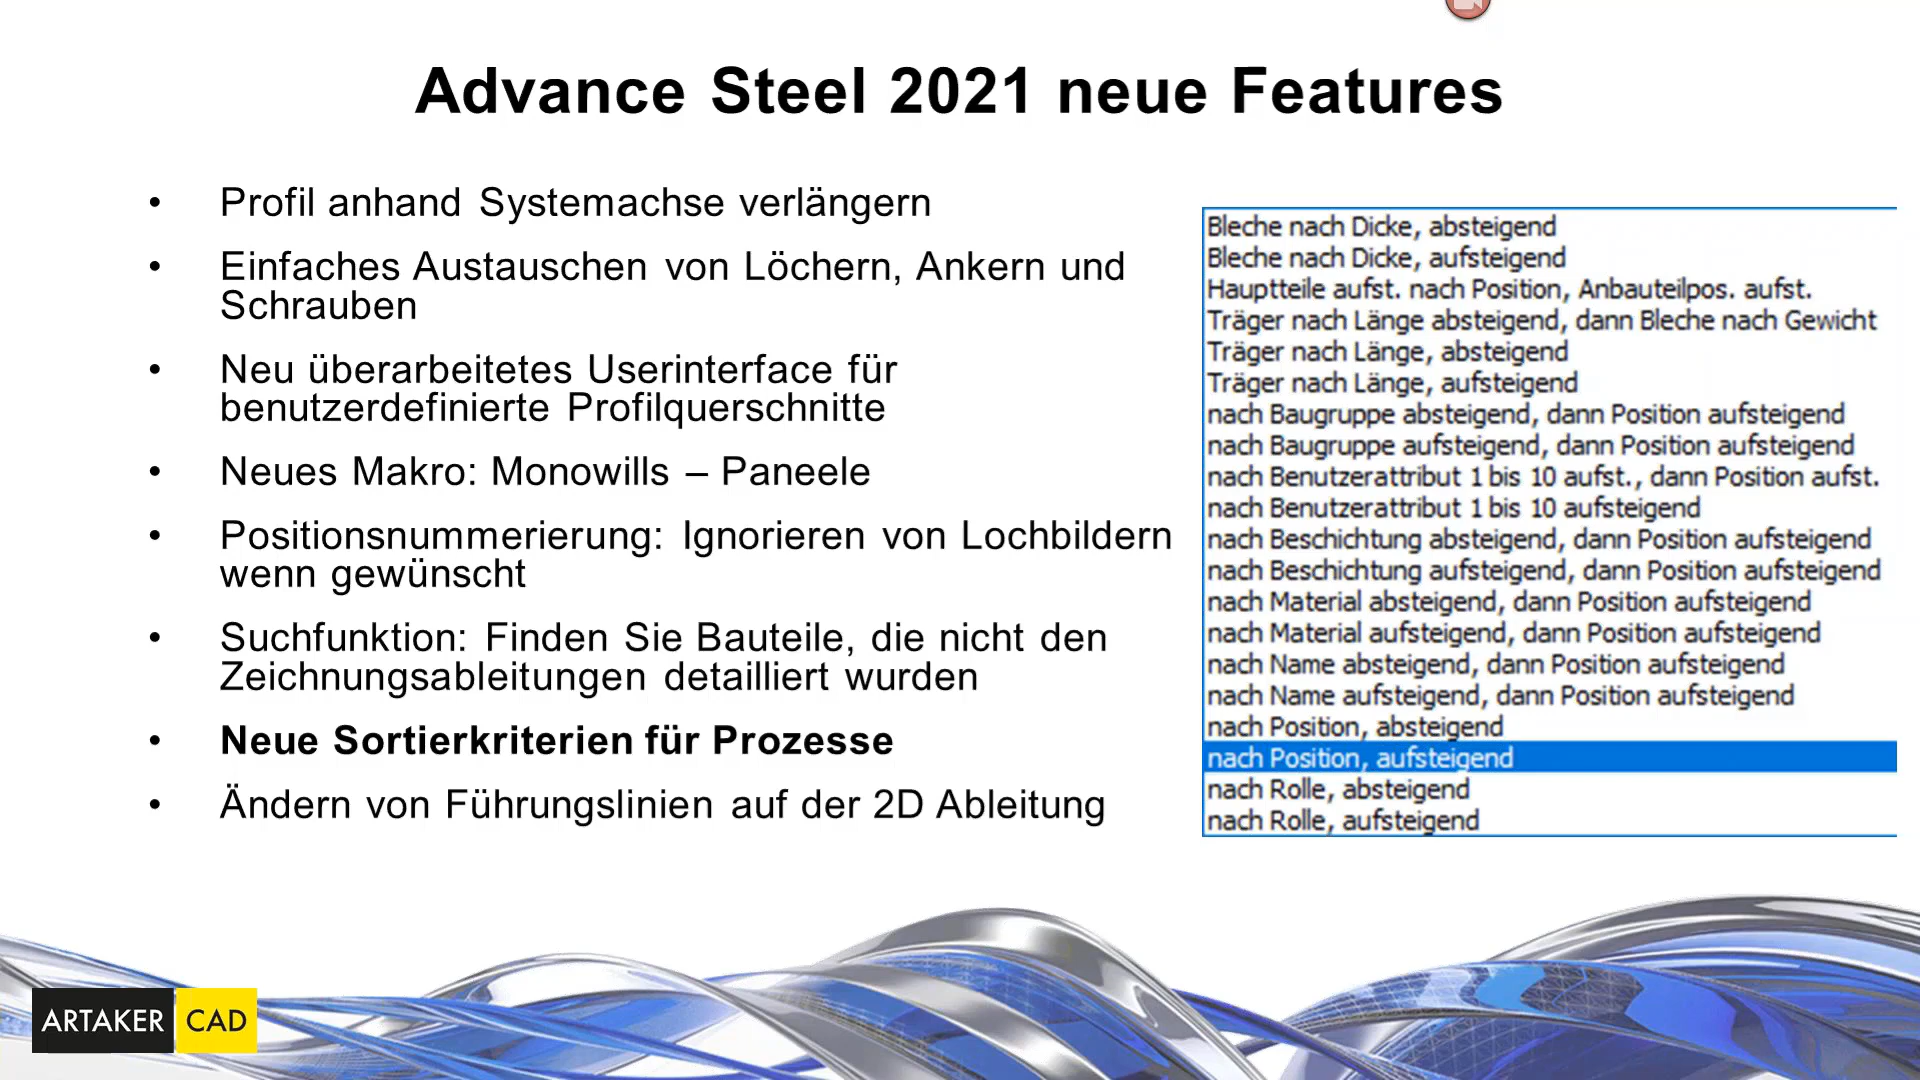 Advance Steel 2021 neue Features
• Profil anhand Systemachse verlängern
• Einfaches Austauschen von Löchern, Ankern und
Schrauben
• Neu überarbeitetes Userinterface für
benutzerdefinierte Profilquerschnitte
• Neues Makro: Monowills – Paneele
• Positionsnummerierung: Ignorieren von Lochbildern
wenn gewünscht
• Suchfunktion: Finden Sie Bauteile, die nicht den
Zeichnungsableitungen detailliert wurden
• Neue Sortierkriterien für Prozesse
• Ändern von Führungslinien auf der 2D Ableitung
Bleche nach Dicke, absteigend
Bleche nach Dicke, aufsteigend
Hauptteile aufst. nach Position, Anbauteilpos. aufst.
Träger nach Länge absteigend, dann Bleche nach Gewicht
Träger nach Länge, absteigend
Träger nach Länge, aufsteigend
nach Baugruppe absteigend, dann Position aufsteigend
nach Baugruppe aufsteigend, dann Position aufsteigend
nach Benutzerattribut 1 bis 10 aufst., dann Position aufst.
nach Benutzerattribut 1 bis 10 aufsteigend
nach Beschichtung absteigend, dann Position aufsteigend
nach Beschichtung aufsteigend, dann Position aufsteigend
nach Material absteigend, dann Position aufsteigend
nach Material aufsteigend, dann Position aufsteigend
nach Name absteigend, dann Position aufsteigend
nach Name aufsteigend, dann Position aufsteigend
nach Position, absteigend
nach Position, aufsteigend
nach Rolle, absteigend
nach Rolle, aufsteigend
ARTAKER CAD